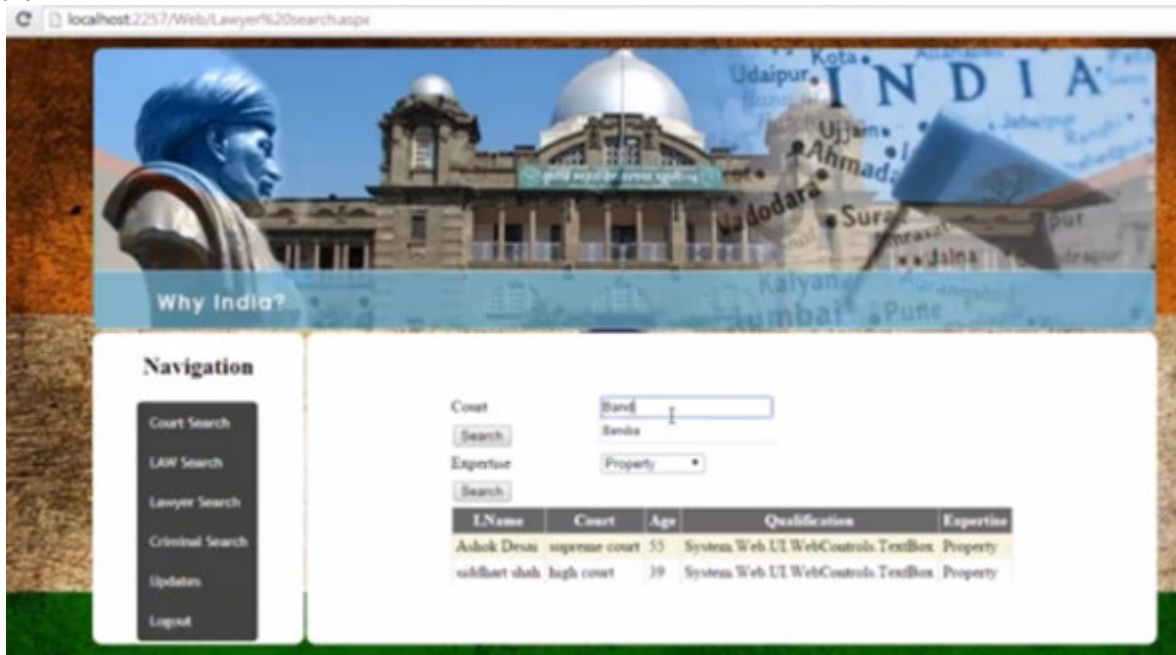 localhost:2257/Web/Lawyer%20search.aspx
Kota
Udaipur
INDIA
Ujjain
Ahmada
Vadodara
Sura
Jalna
Kalyan
Pune
Why India?
Navigation
Court Search
LAW Search
Lawyer Search
Criminal Search
Updates
Logout
Court Band
Search Bandra
Expertise Property
Search
LName Court Age Qualification Expertise
Ashok Desai supreme court 55 System.Web.UI.WebControls.TextBox Property
siddhart shah high court 39 System.Web.UI.WebControls.TextBox Property